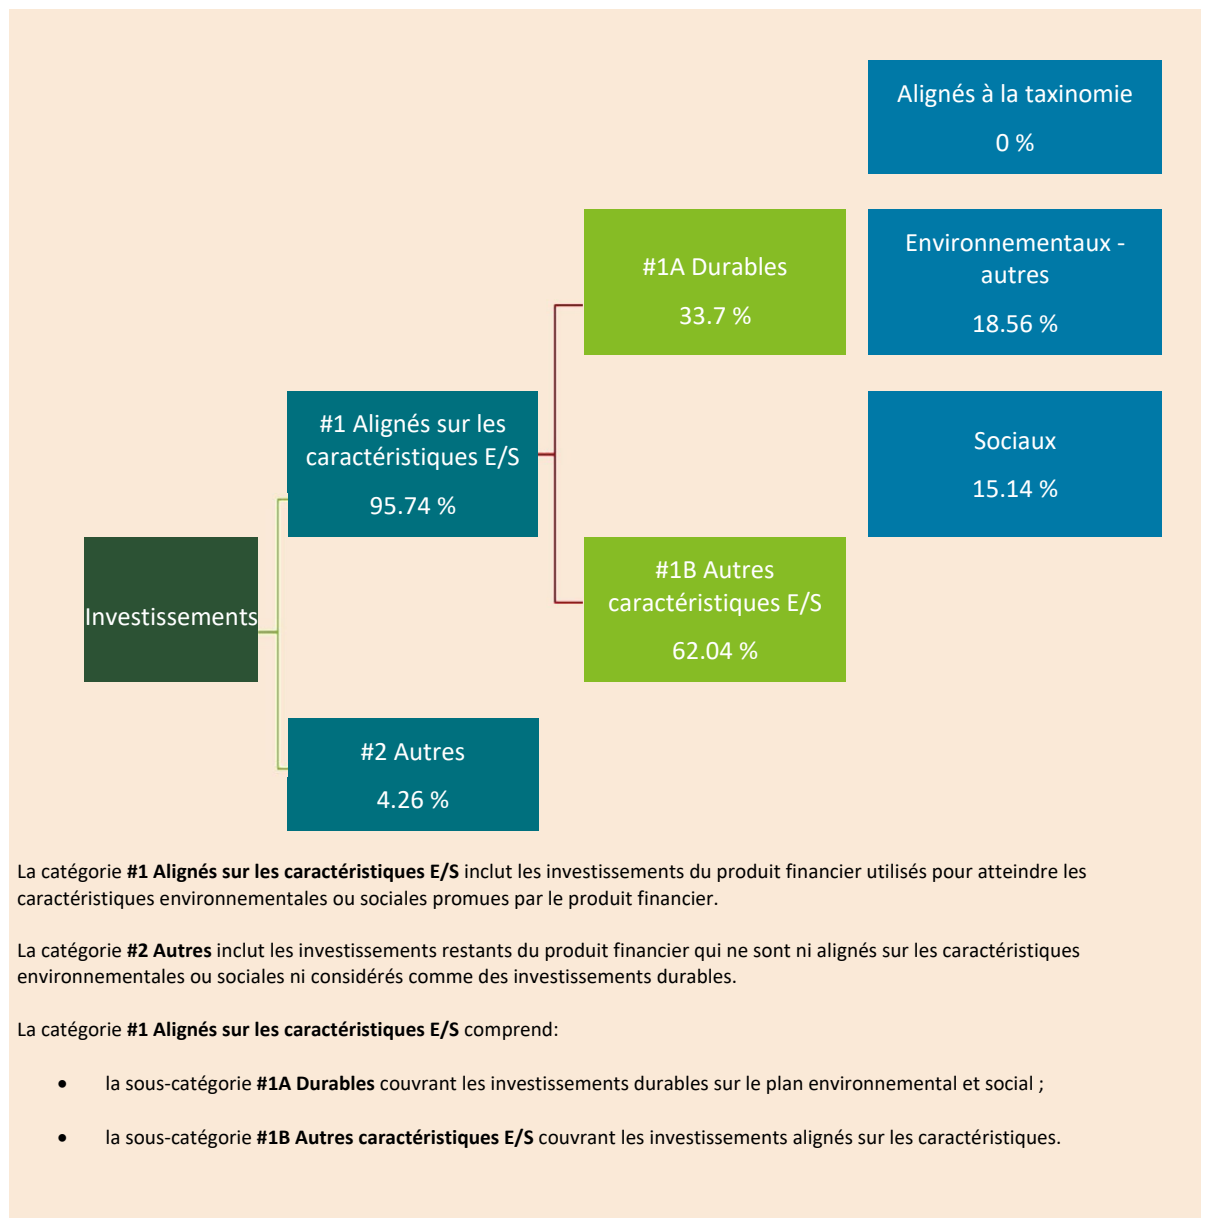 Alignés à la taxinomie
0 %
#1A Durables
33.7 %
Environnementaux -
autres
18.56 %
#1 Alignés sur les
caractéristiques E/S
95.74 %
Sociaux
15.14 %
Investissements
#1B Autres
caractéristiques E/S
62.04 %
#2 Autres
4.26 %
La catégorie #1 Alignés sur les caractéristiques E/S inclut les investissements du produit financier utilisés pour atteindre les
caractéristiques environnementales ou sociales promues par le produit financier.
La catégorie #2 Autres inclut les investissements restants du produit financier qui ne sont ni alignés sur les caractéristiques
environnementales ou sociales ni considérés comme des investissements durables.
La catégorie #1 Alignés sur les caractéristiques E/S comprend:
• la sous-catégorie #1A Durables couvrant les investissements durables sur le plan environnemental et social ;
• la sous-catégorie #1B Autres caractéristiques E/S couvrant les investissements alignés sur les caractéristiques.